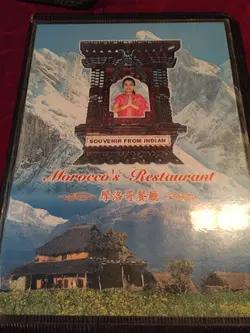 SOUVENIR FROM INDIAN
Morocco's Restaurant
摩洛哥餐廳